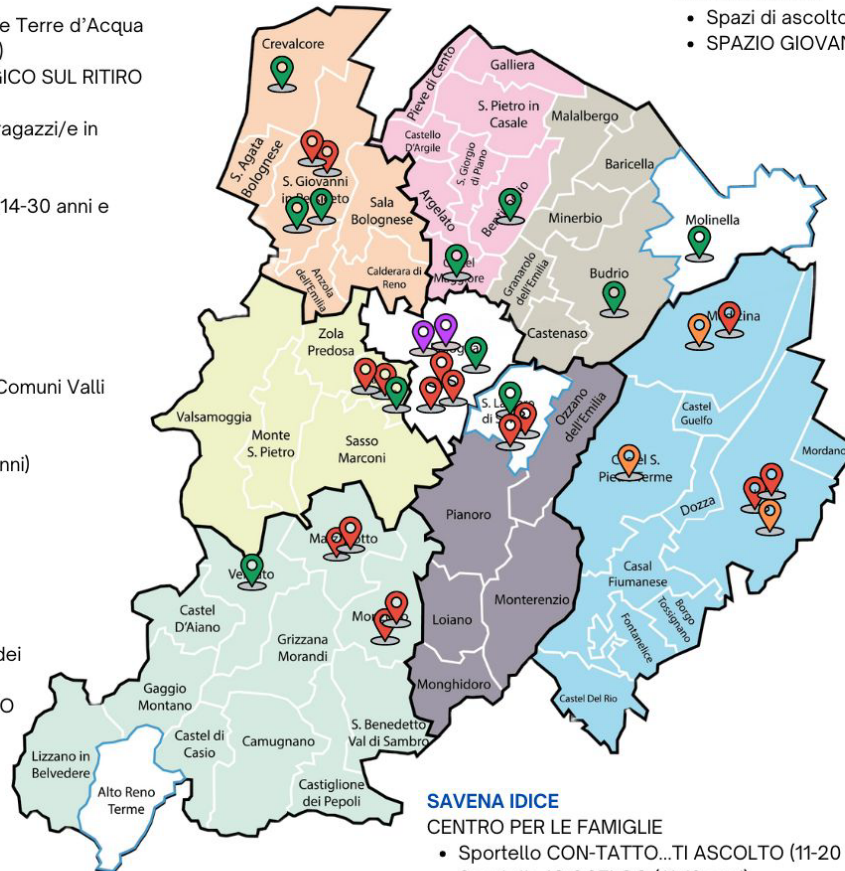 e Terre d'Acqua
)
GICO SUL RITIRO
ragazzi/e in
14-30 anni e
Comuni Valli
nni)
dei
O
Spazi di ascolto
SPAZIO GIOVAN
Crevalcore
S. Agata
Bolognese
S. Giovanni
Sala
Bolognese
Anzola
dell'Emilia
Calderara di
Reno
Pieve di Cento
Galliera
S. Pietro in
Casale
Castello
D'Argile
S. Giorgio
di Piano
Argelato
Malalbergo
Baricella
Minerbio
Molinella
Granarolo
dell'Emilia
Budrio
Castenaso
Zola
Predosa
Valsamoggia
Monte
S. Pietro
Sasso
Marconi
Ozzano
dell'Emilia
Castel
Guelfo
Mordano
Dozza
Casal
Fiumanese
Borgo
Tossignano
Fontanelice
Castel Del Rio
Pianoro
Loiano
Monterenzio
Monghidoro
Castel
D'Aiano
Grizzana
Morandi
Gaggio
Montano
Castel di
Casio
Camugnano
S. Benedetto
Val di Sambro
Lizzano in
Belvedere
Alto Reno
Terme
Castiglione
dei Pepoli
SAVENA IDICE
CENTRO PER LE FAMIGLIE
Sportello CON-TATTO...TI ASCOLTO (11-20